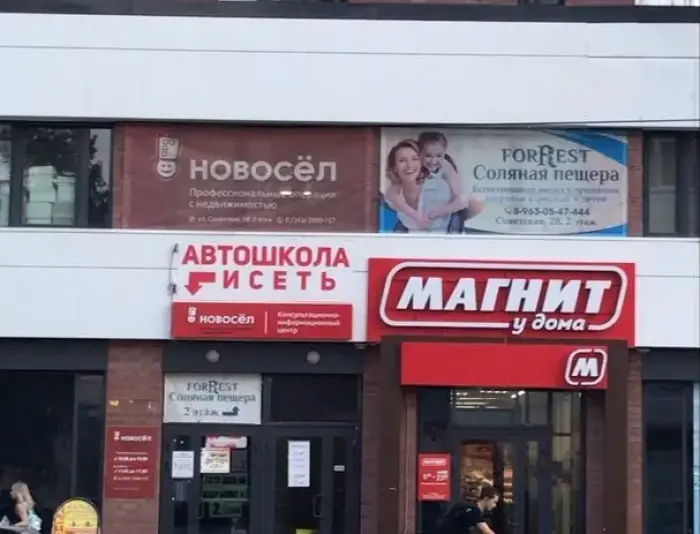 НОВОСЁЛ
Профессиональные операции
с недвижимостью
FORREST
Соляная пещера
8-963-05-47-444
Советская, 28, 2 этаж
АВТОШКОЛА
ИСЕТЬ
НОВОСЁЛ
Консультационно-
информационный
центр
МАГНИТ
у дома
М
FORREST
Соляная пещера
2 этаж
НОВОСЁЛ
МАГНИТ